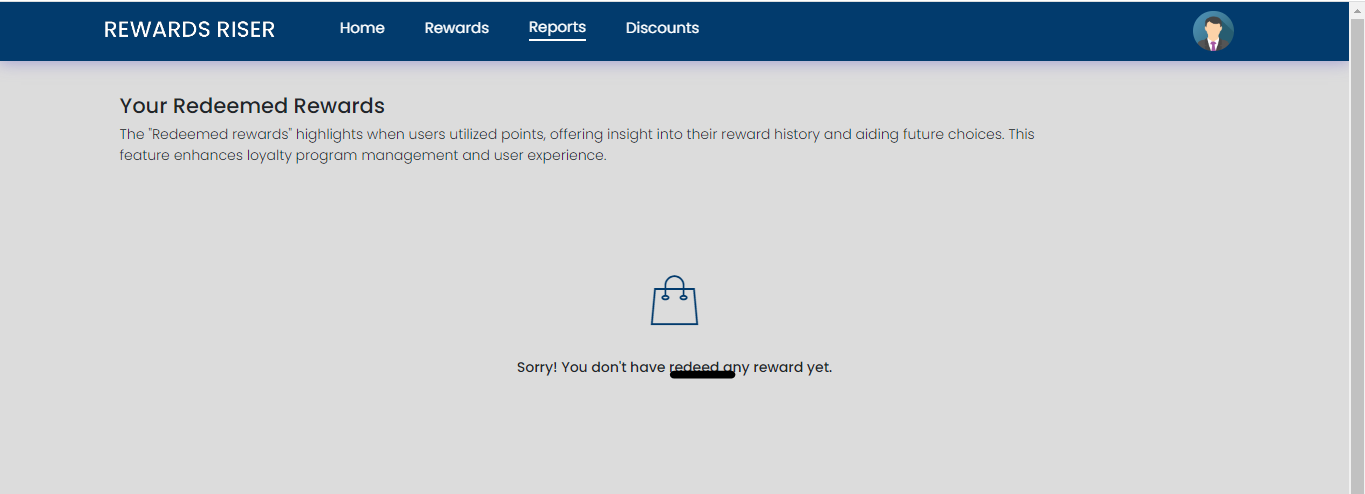 REWARDS RISER Home Rewards Reports Discounts
Your Redeemed Rewards
The "Redeemed rewards" highlights when users utilized points, offering insight into their reward history and aiding future choices. This
feature enhances loyalty program management and user experience.
Sorry! You don't have redeed any reward yet.